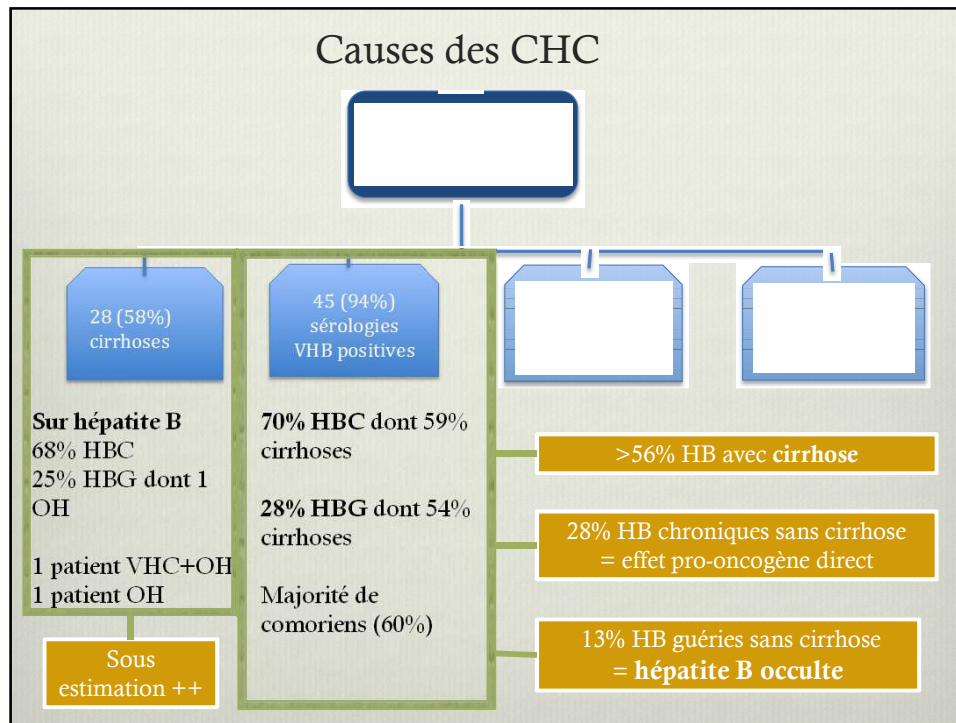 Causes des CHC
28 (58%)
cirrhoses
Sur hépatite B
68% HBC
25% HBG dont 1
OH
1 patient VHC+OH
1 patient OH
Sous
estimation ++
45 (94%)
sérologies
VHB positives
70% HBC dont 59%
cirrhoses
28% HBG dont 54%
cirrhoses
Majorité de
comoriens (60%)
>56% HB avec cirrhose
28% HB chroniques sans cirrhose
= effet pro-oncogène direct
13% HB guéries sans cirrhose
= hépatite B occulte